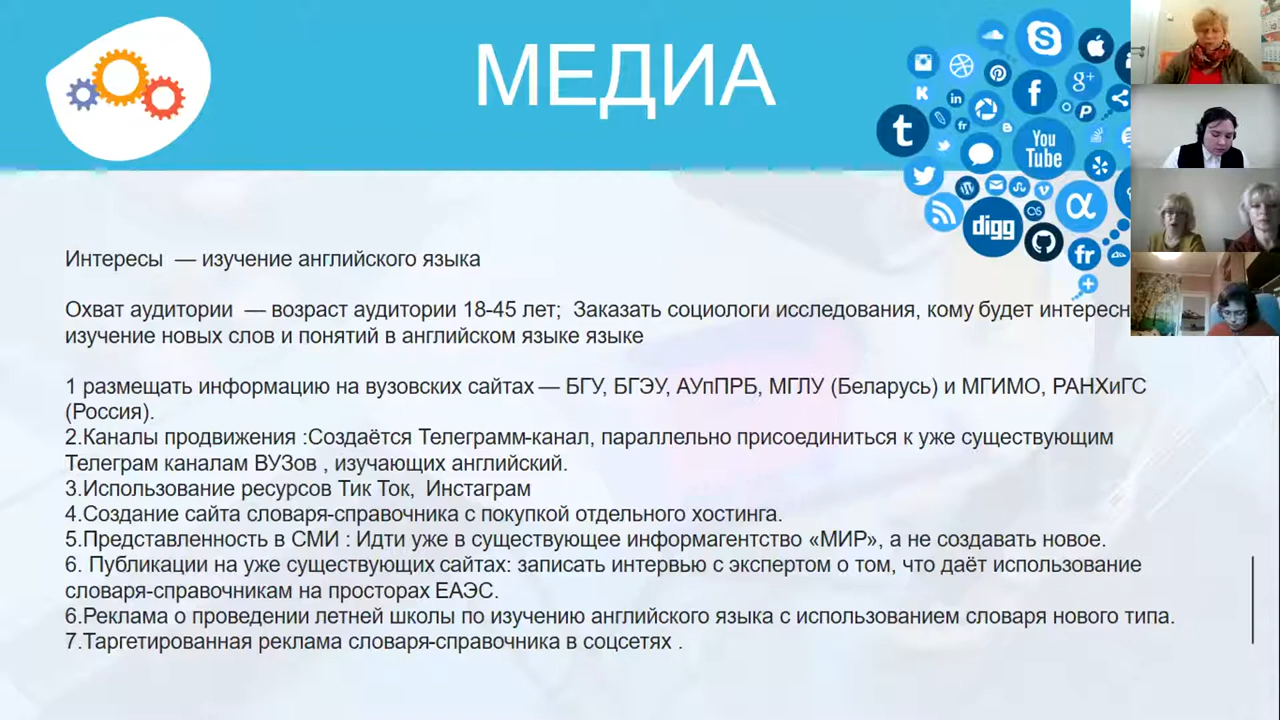 МЕДИА
You
Tube
digg
Интересы — изучение английского языка
Охват аудитории — возраст аудитории 18-45 лет; Заказать социологи исследования, кому будет интересн
изучение новых слов и понятий в английском языке языке
1 размещать информацию на вузовских сайтах — БГУ, БГЭУ, АУпПРБ, МГЛУ (Беларусь) и МГИМО, РАНХиГС
(Россия).
2.Каналы продвижения :Создаётся Телеграмм-канал, параллельно присоединиться к уже существующим
Телеграм каналам ВУЗов , изучающих английский.
3.Использование ресурсов Тик Ток, Инстаграм
4.Создание сайта словаря-справочника с покупкой отдельного хостинга.
5.Представленность в СМИ : Идти уже в существующее информагентство «МИР», а не создавать новое.
6. Публикации на уже существующих сайтах: записать интервью с экспертом о том, что даёт использование
словаря-справочникам на просторах ЕАЭС.
6.Реклама о проведении летней школы по изучению английского языка с использованием словаря нового типа.
7.Таргетированная реклама словаря-справочника в соцсетях .